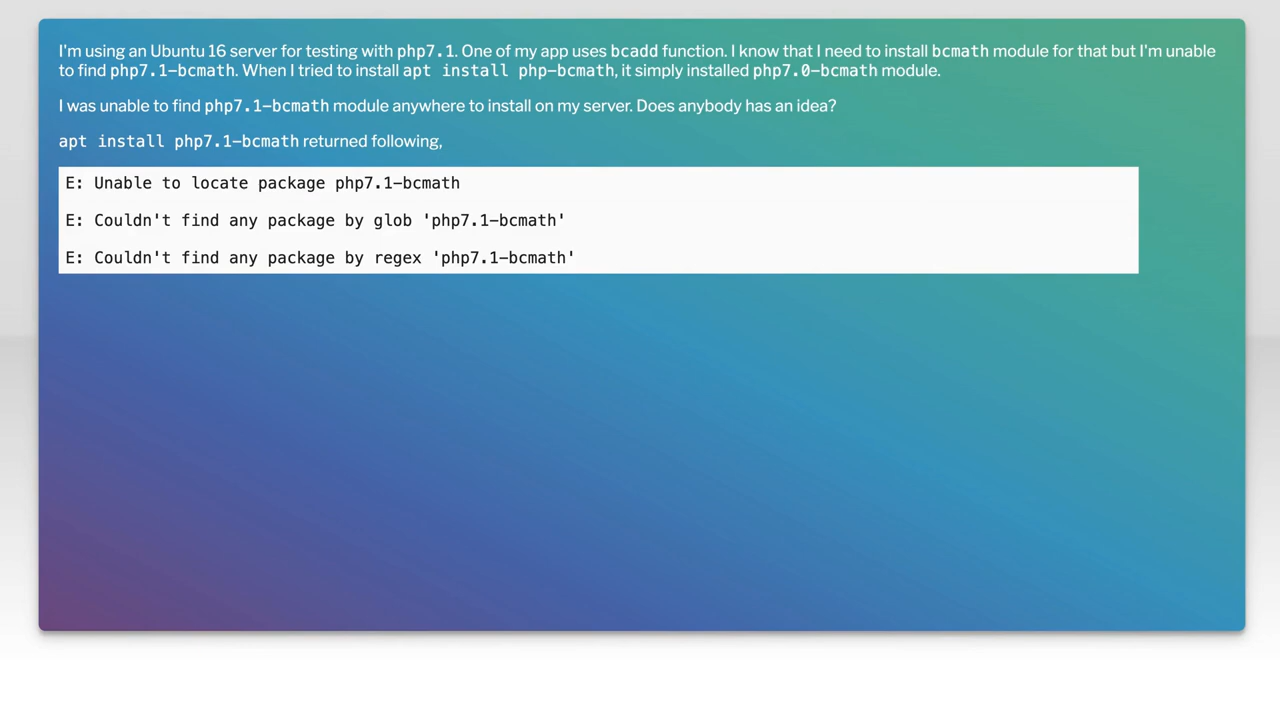 I'm using an Ubuntu 16 server for testing with php7.1. One of my app uses bcadd function. I know that I need to install bcmath module for that but I'm unable
to find php7.1-bcmath. When I tried to install apt install php-bcmath, it simply installed php7.0-bcmath module.
I was unable to find php7.1-bcmath module anywhere to install on my server. Does anybody has an idea?
apt install php7.1-bcmath returned following,
E: Unable to locate package php7.1-bcmath
E: Couldn't find any package by glob 'php7.1-bcmath'
E: Couldn't find any package by regex 'php7.1-bcmath'